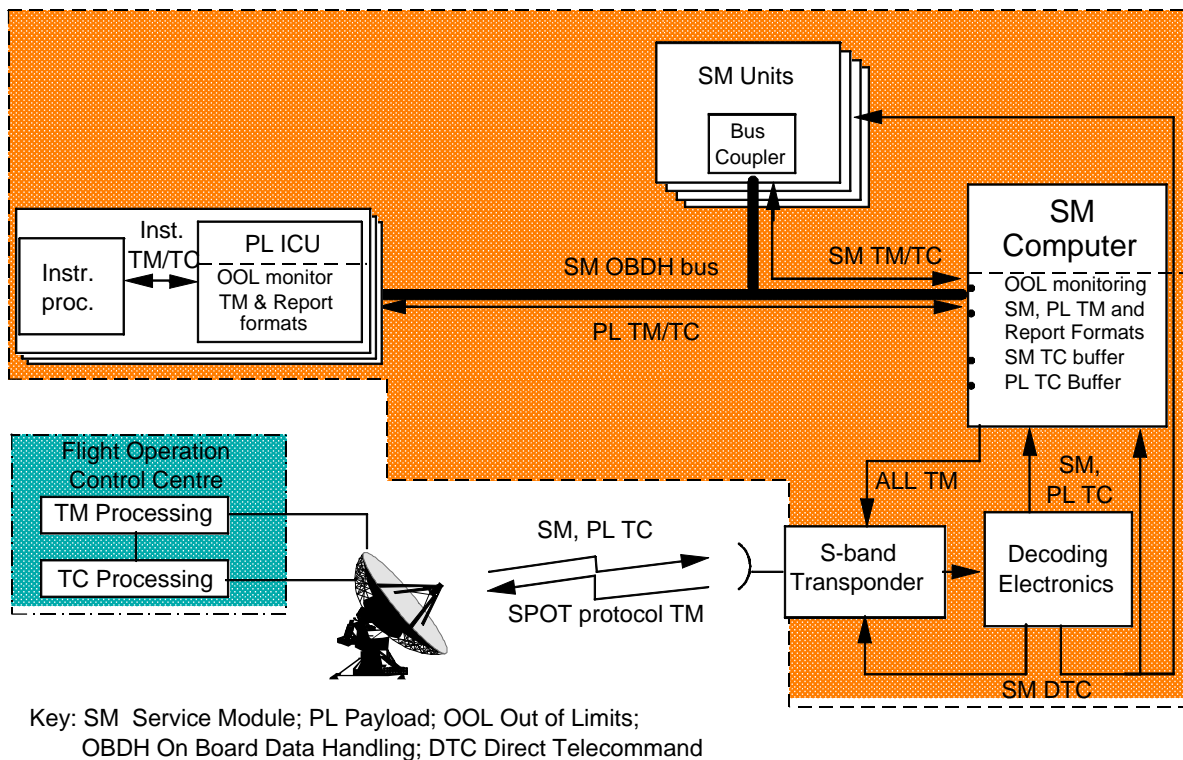 SM Units
Bus
Coupler
SM
Computer
OOL monitoring
SM, PL TM and
Report Formats
SM TC buffer
PL TC Buffer
Inst.
TM/TC
Instr.
proc.
PL ICU
OOL monitor
TM & Report
formats
SM OBDH bus
SM TM/TC
PL TM/TC
Flight Operation
Control Centre
TM Processing
TC Processing
SM, PL TC
SPOT protocol TM
ALL TM
SM,
PL TC
S-band
Transponder
Decoding
Electronics
SM DTC
Key: SM Service Module; PL Payload; OOL Out of Limits;
OBDH On Board Data Handling; DTC Direct Telecommand